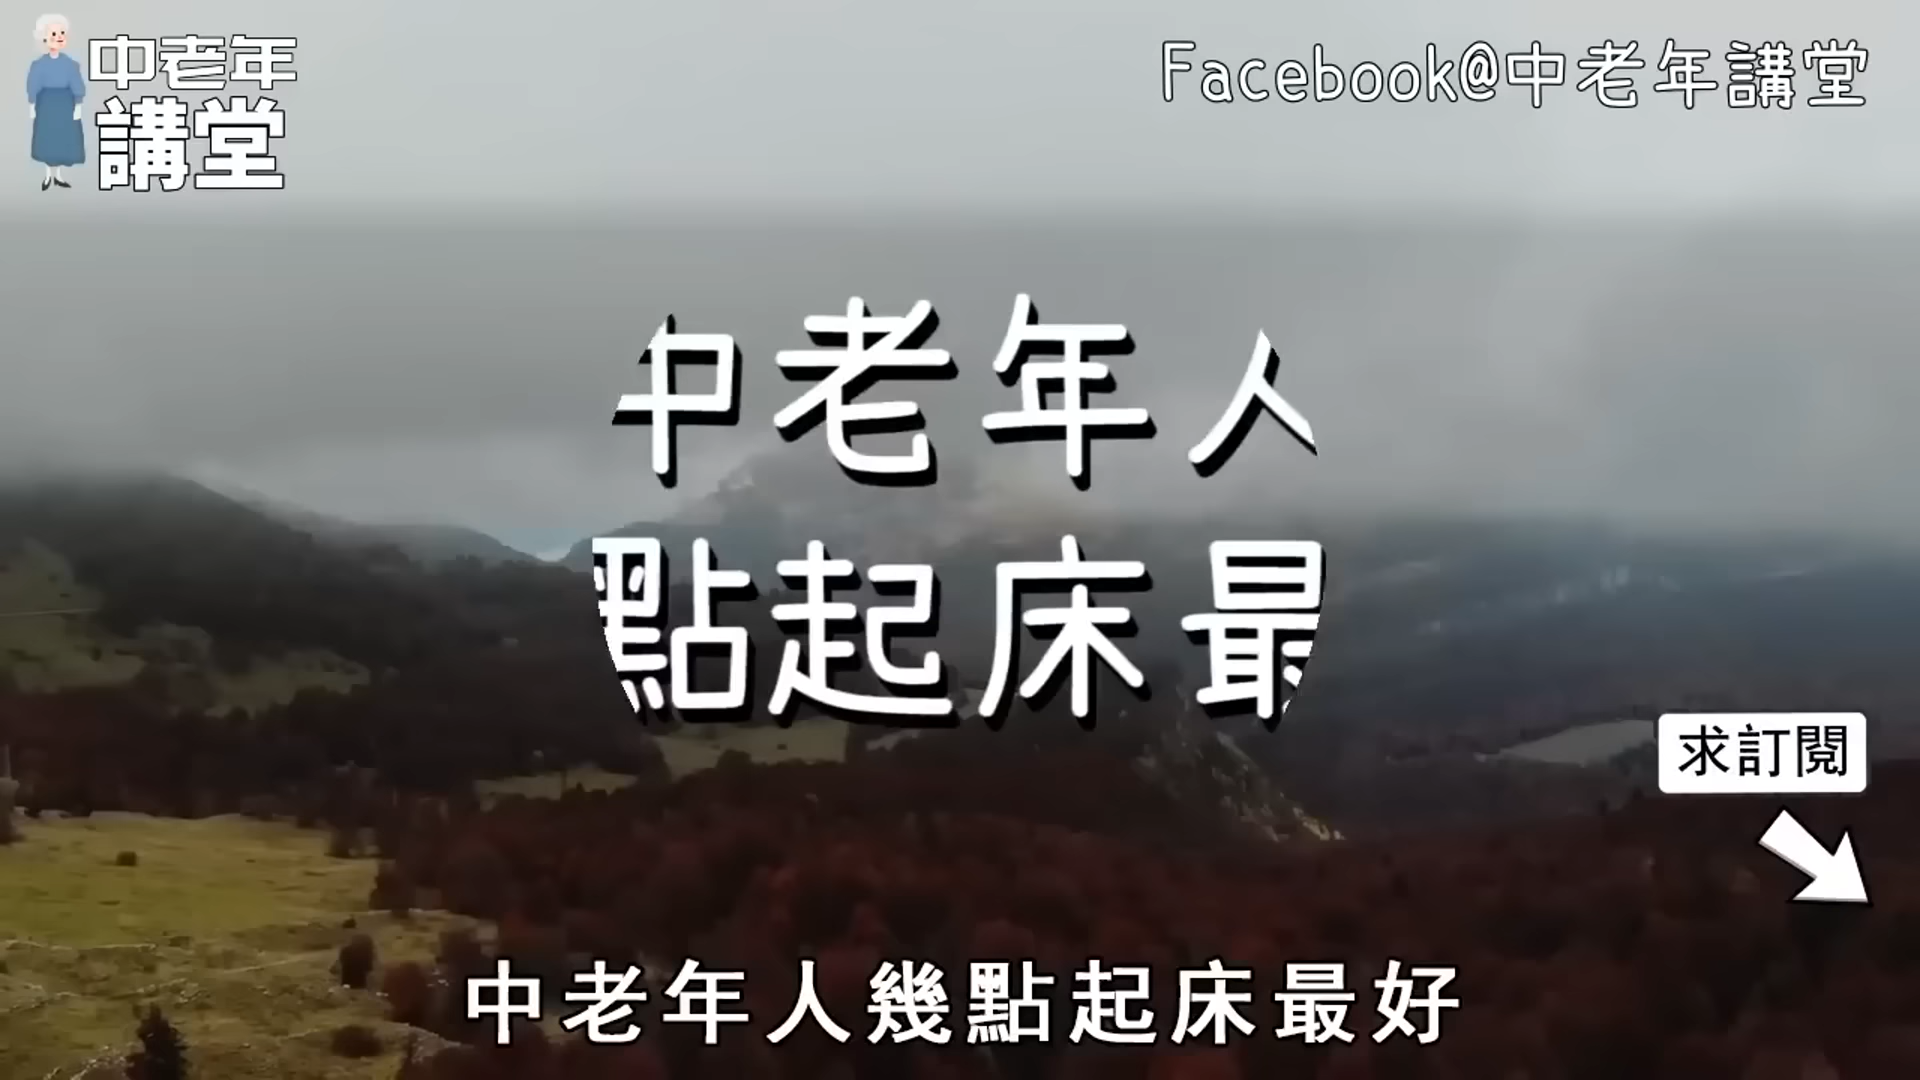 中老年
講堂
Facebook@中老年講堂
中老年人
點起床最
求訂閱
中老年人幾點起床最好